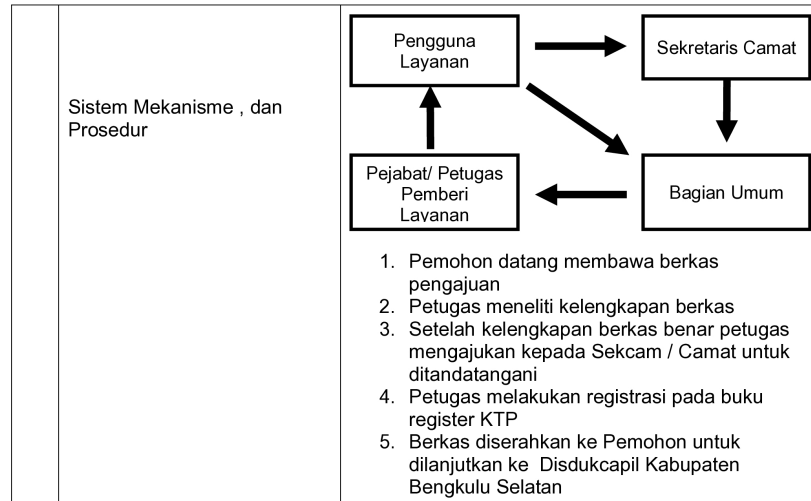 Sistem Mekanisme , dan
Prosedur
Pengguna
Layanan
Sekretaris Camat
Pejabat/ Petugas
Pemberi
Layanan
Bagian Umum
1. Pemohon datang membawa berkas
pengajuan
2. Petugas meneliti kelengkapan berkas
3. Setelah kelengkapan berkas benar petugas
mengajukan kepada Sekcam / Camat untuk
ditandatangani
4. Petugas melakukan registrasi pada buku
register KTP
5. Berkas diserahkan ke Pemohon untuk
dilanjutkan ke Disdukcapil Kabupaten
Bengkulu Selatan